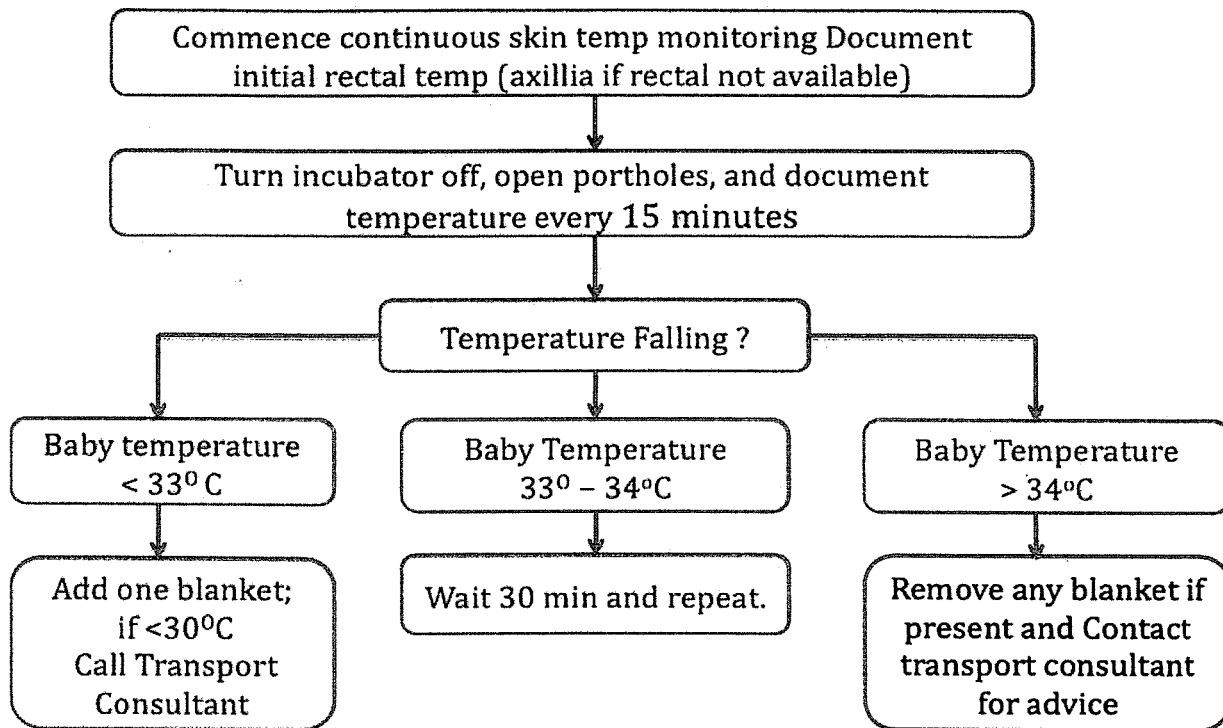 Commence continuous skin temp monitoring Document
initial rectal temp (axillia if rectal not available)
Turn incubator off, open portholes, and document
temperature every 15 minutes
Temperature Falling ?
Baby temperature
< 33⁰ C
Baby Temperature
33⁰ – 34ºC
Baby Temperature
> 34ºC
Add one blanket;
if <30⁰C
Call Transport
Consultant
Wait 30 min and repeat.
Remove any blanket if
present and Contact
transport consultant
for advice